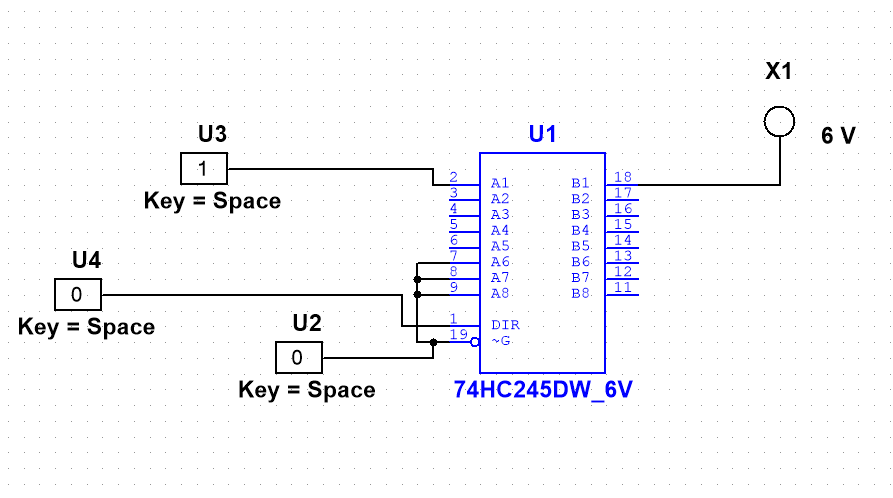 X1
6 V
U3
1
Key = Space
U1
2 A1 B1 18
3 A2 B2 17
4 A3 B3 16
5 A4 B4 15
6 A5 B5 14
7 A6 B6 13
8 A7 B7 12
9 A8 B8 11
1 DIR
19 ~G
74HC245DW_6V
U4
0
Key = Space
U2
0
Key = Space